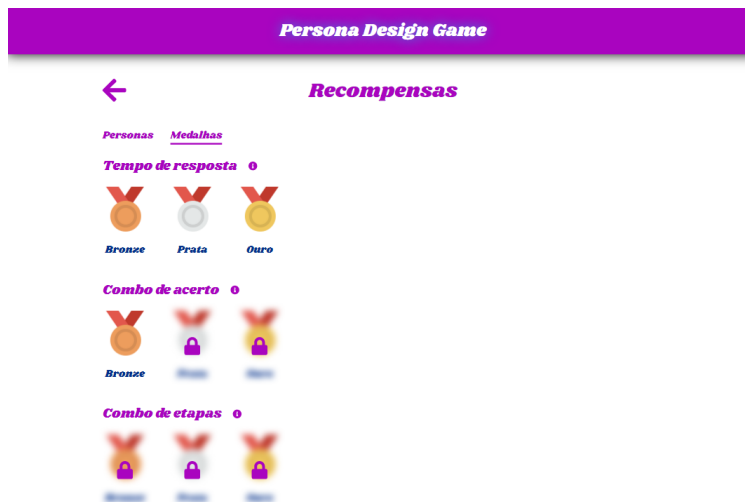 Persona Design Game
Recompensas
Personas Medalhas
Tempo de resposta
Bronze Prata Ouro
Combo de acerto
Bronze
Combo de etapas